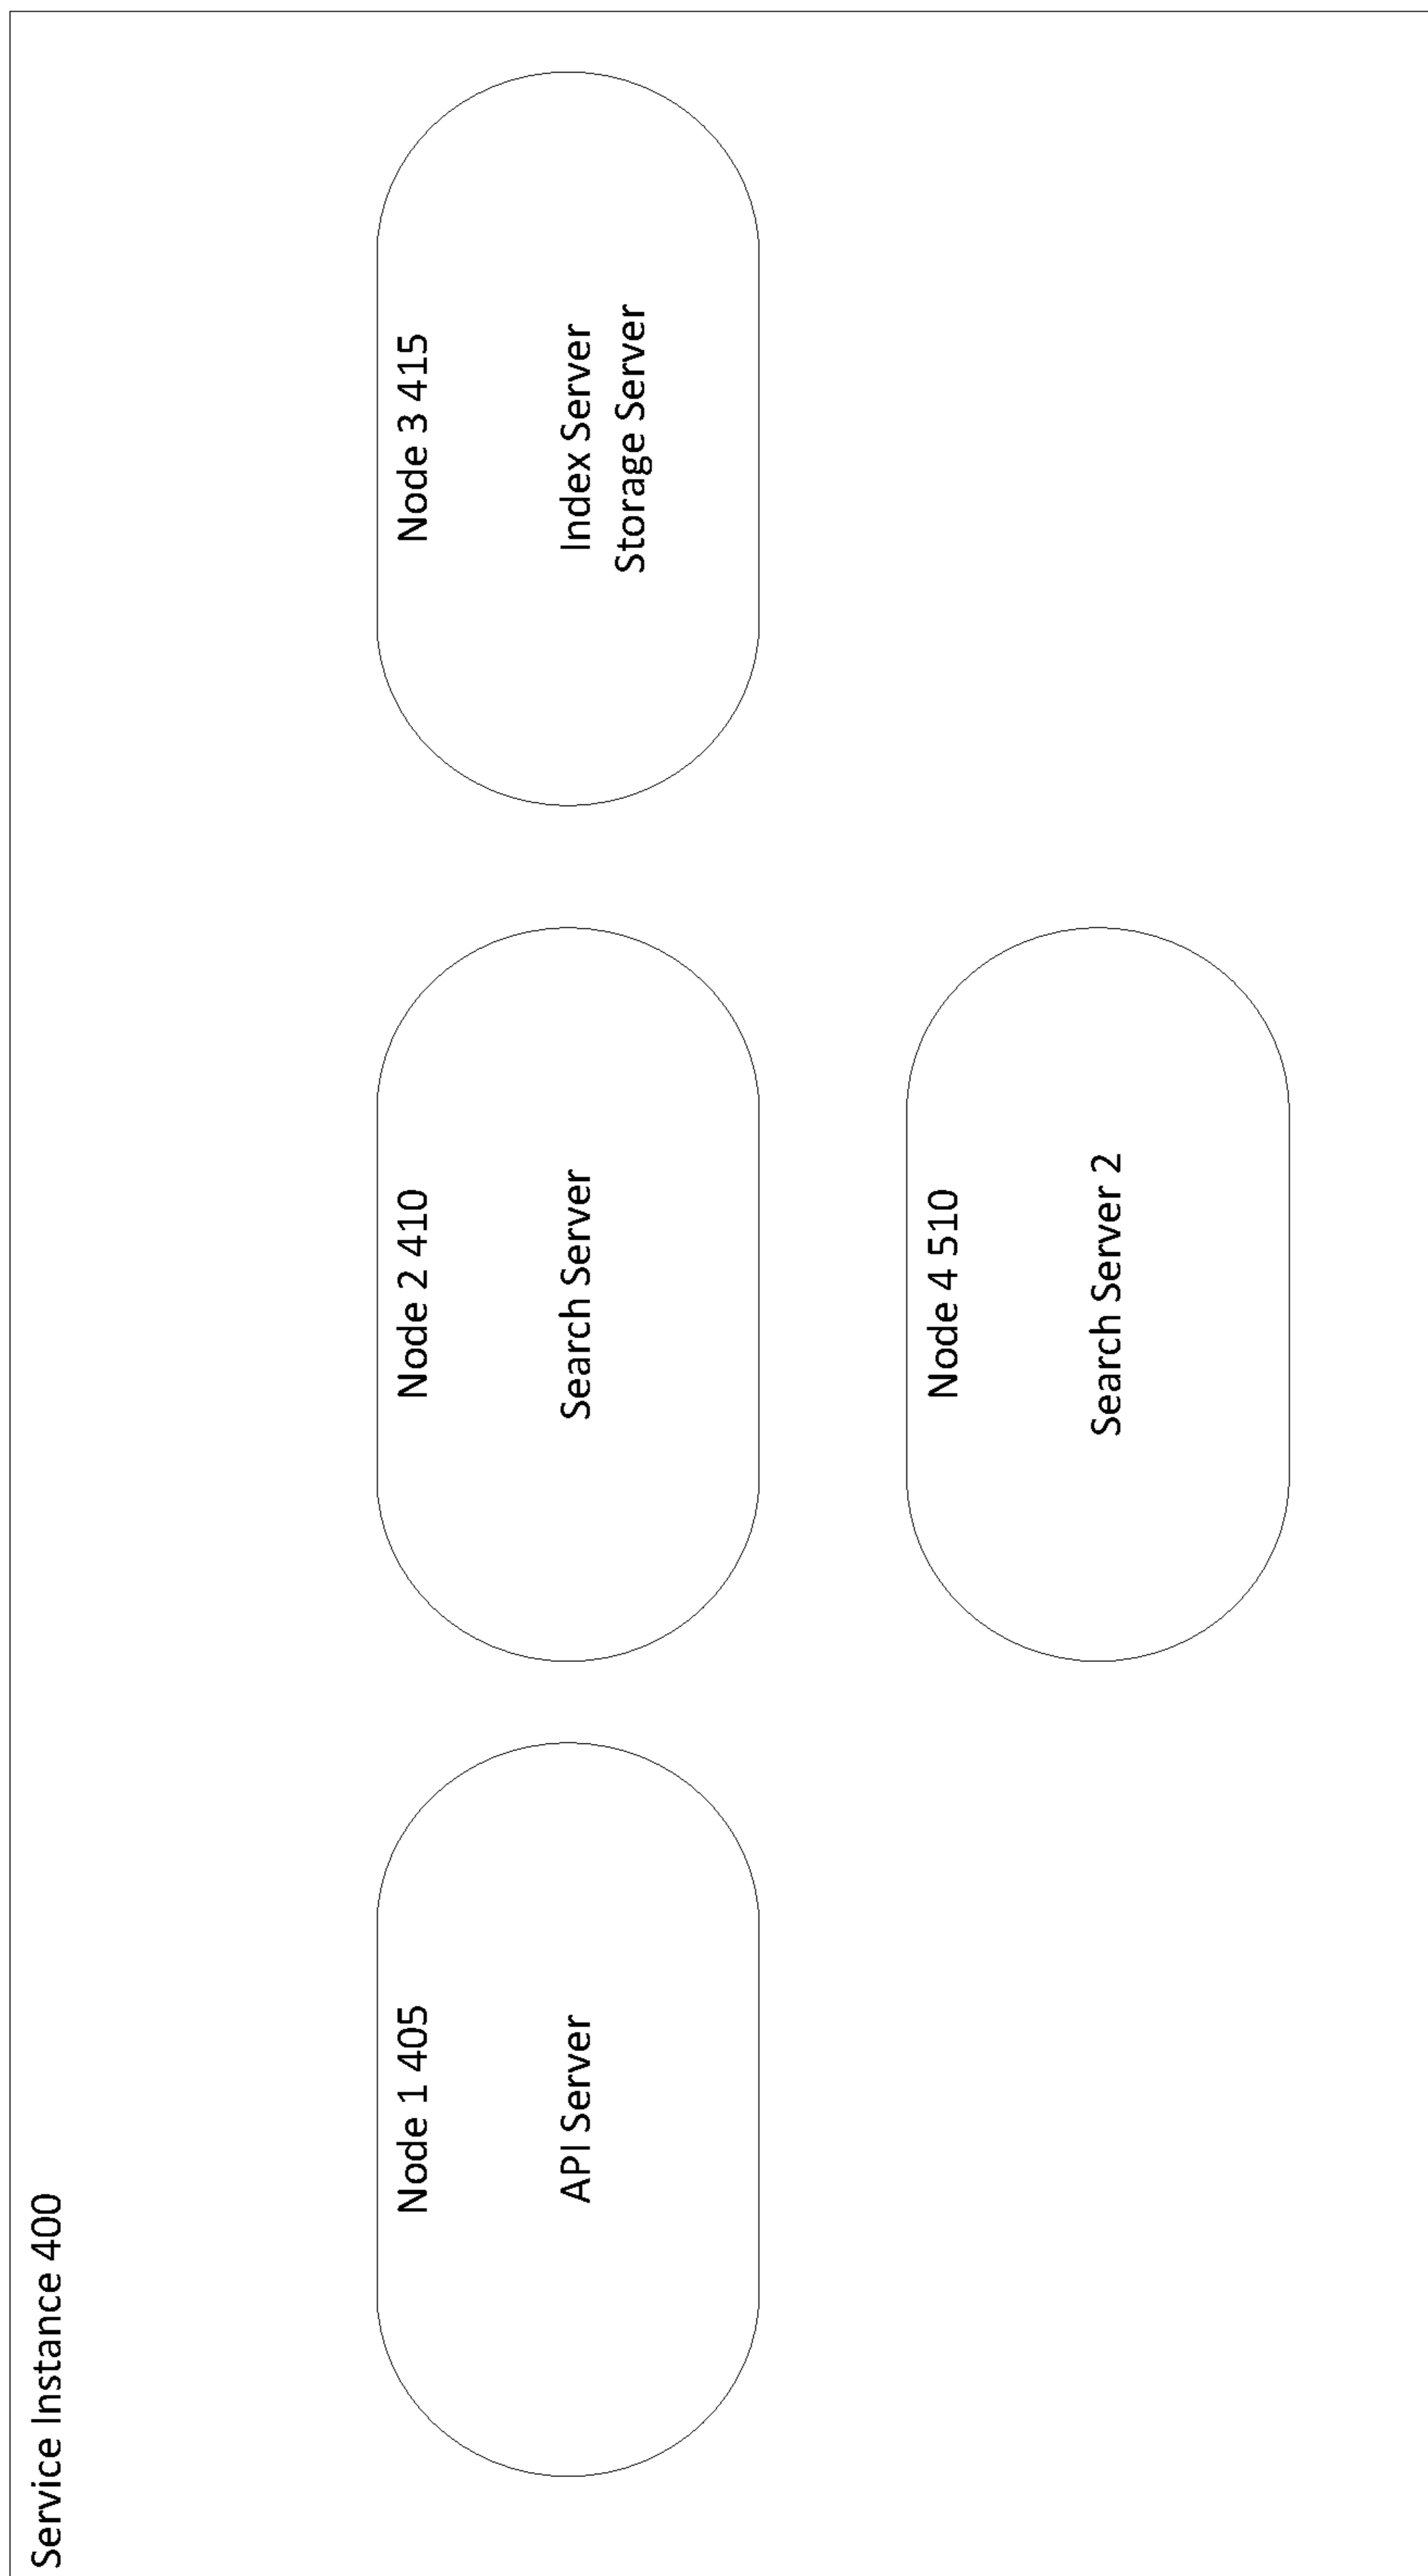 Service Instance 400
Node 1 405
API Server
Node 2 410
Search Server
Node 3 415
Index Server
Storage Server
Node 4 510
Search Server 2